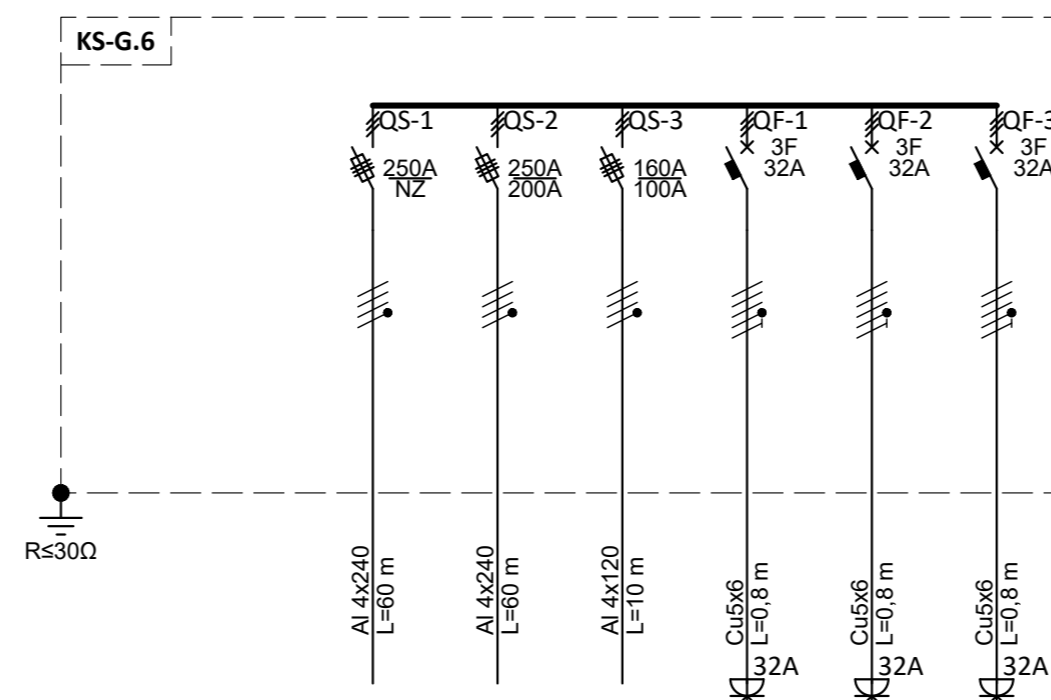 KS-G.6
QS-1
250A
NZ
QS-2
250A
200A
QS-3
160A
100A
QF-1
3F
32A
QF-2
3F
32A
QF-3
3F
32A
R≤30Ω
Al 4x240
L=60 m
Al 4x240
L=60 m
Al 4x120
L=10 m
Cu5x6
L=0,8 m
Cu5x6
L=0,8 m
Cu5x6
L=0,8 m
32A
32A
32A